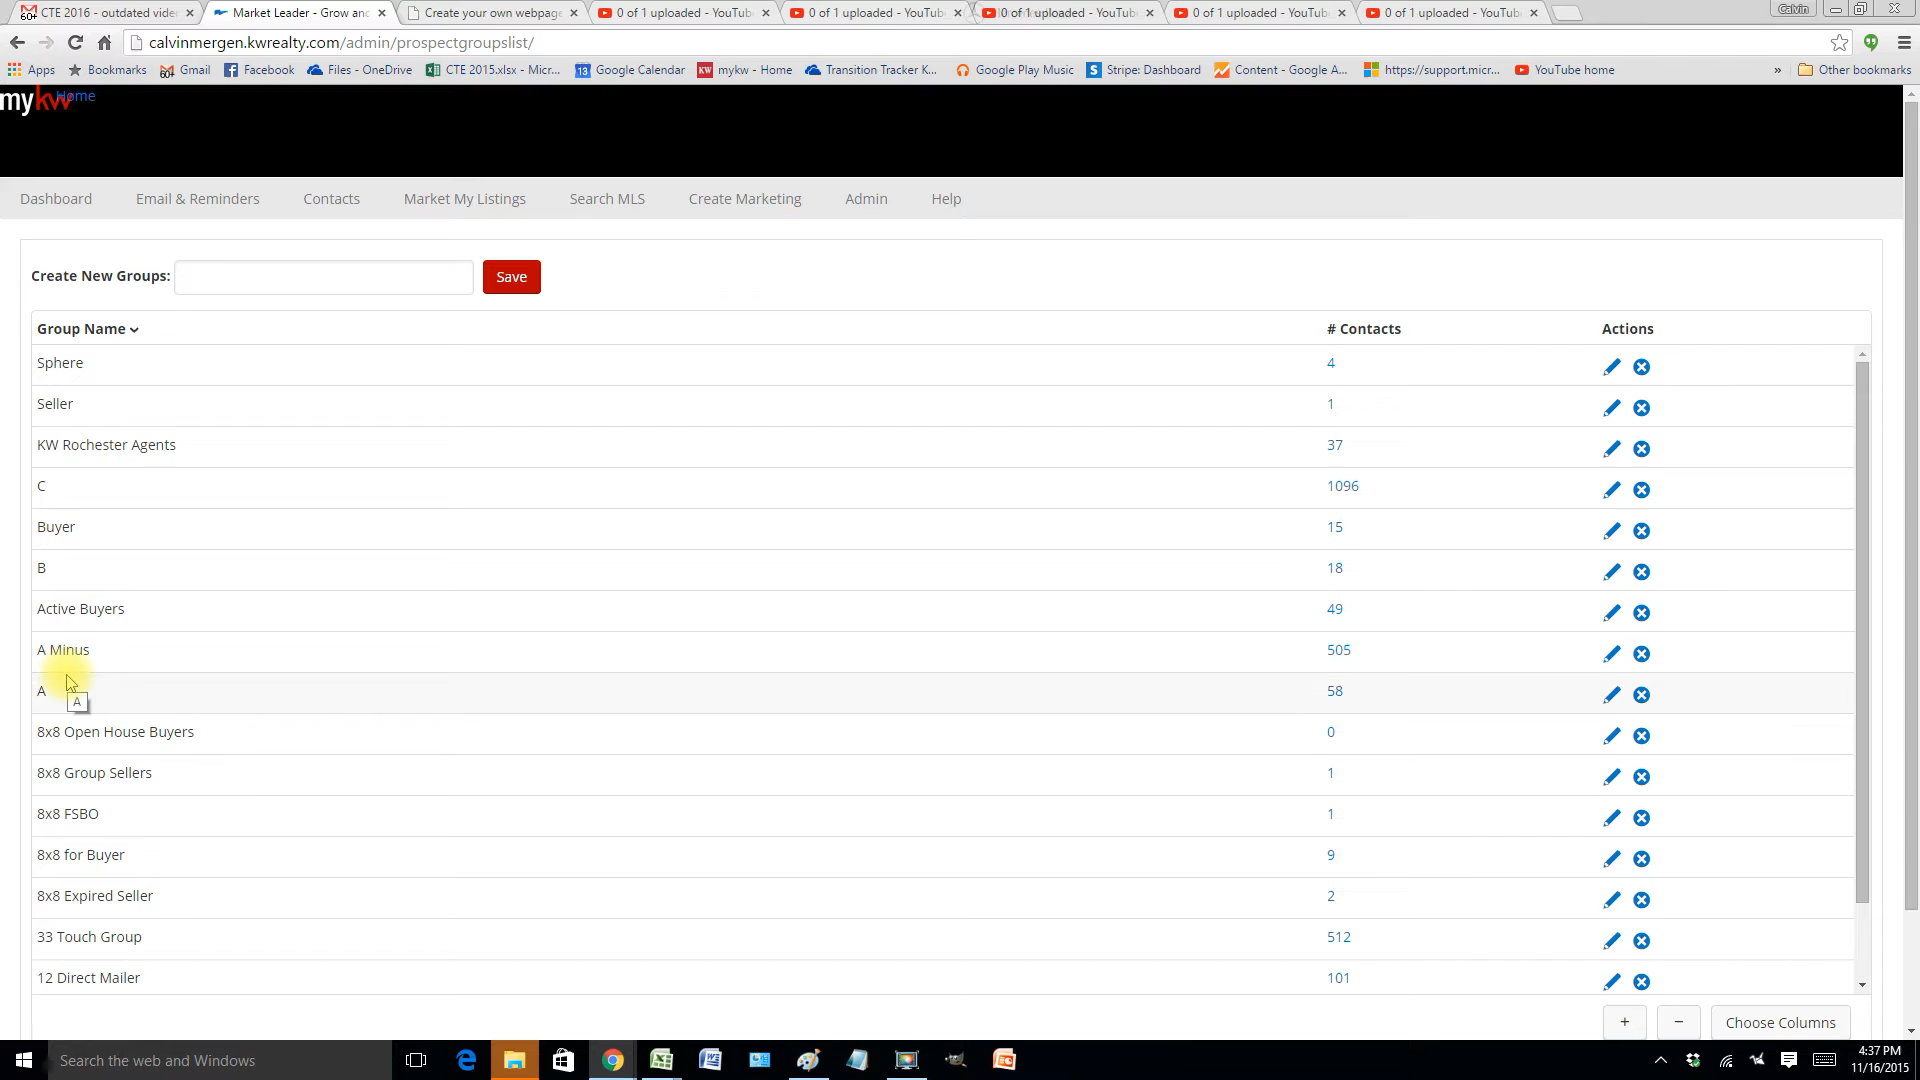 CTE 2016 - outdated vide
Market Leader - Grow and
Create your own webpage
0 of 1 uploaded - YouTube
0 of 1 uploaded - YouTube
0 of 1 uploaded - YouTube
0 of 1 uploaded - YouTube
0 of 1 uploaded - YouTube
Calvin
calvinmergen.kwrealty.com/admin/prospectgroupslist/
Apps
Bookmarks
Gmail
Facebook
Files - OneDrive
CTE 2015.xlsx - Micr...
Google Calendar
mykw - Home
Transition Tracker K...
Google Play Music
Stripe: Dashboard
Content - Google A...
https://support.micr...
YouTube home
»
Other bookmarks
mykw
Home
Dashboard
Email & Reminders
Contacts
Market My Listings
Search MLS
Create Marketing
Admin
Help
Create New Groups:
Save
Group Name # Contacts Actions
Sphere 4
Seller 1
KW Rochester Agents 37
C 1096
Buyer 15
B 18
Active Buyers 49
A Minus 505
A 58
A
8x8 Open House Buyers 0
8x8 Group Sellers 1
8x8 FSBO 1
8x8 for Buyer 9
8x8 Expired Seller 2
33 Touch Group 512
12 Direct Mailer 101
+
−
Choose Columns
Search the web and Windows
4:37 PM
11/16/2015